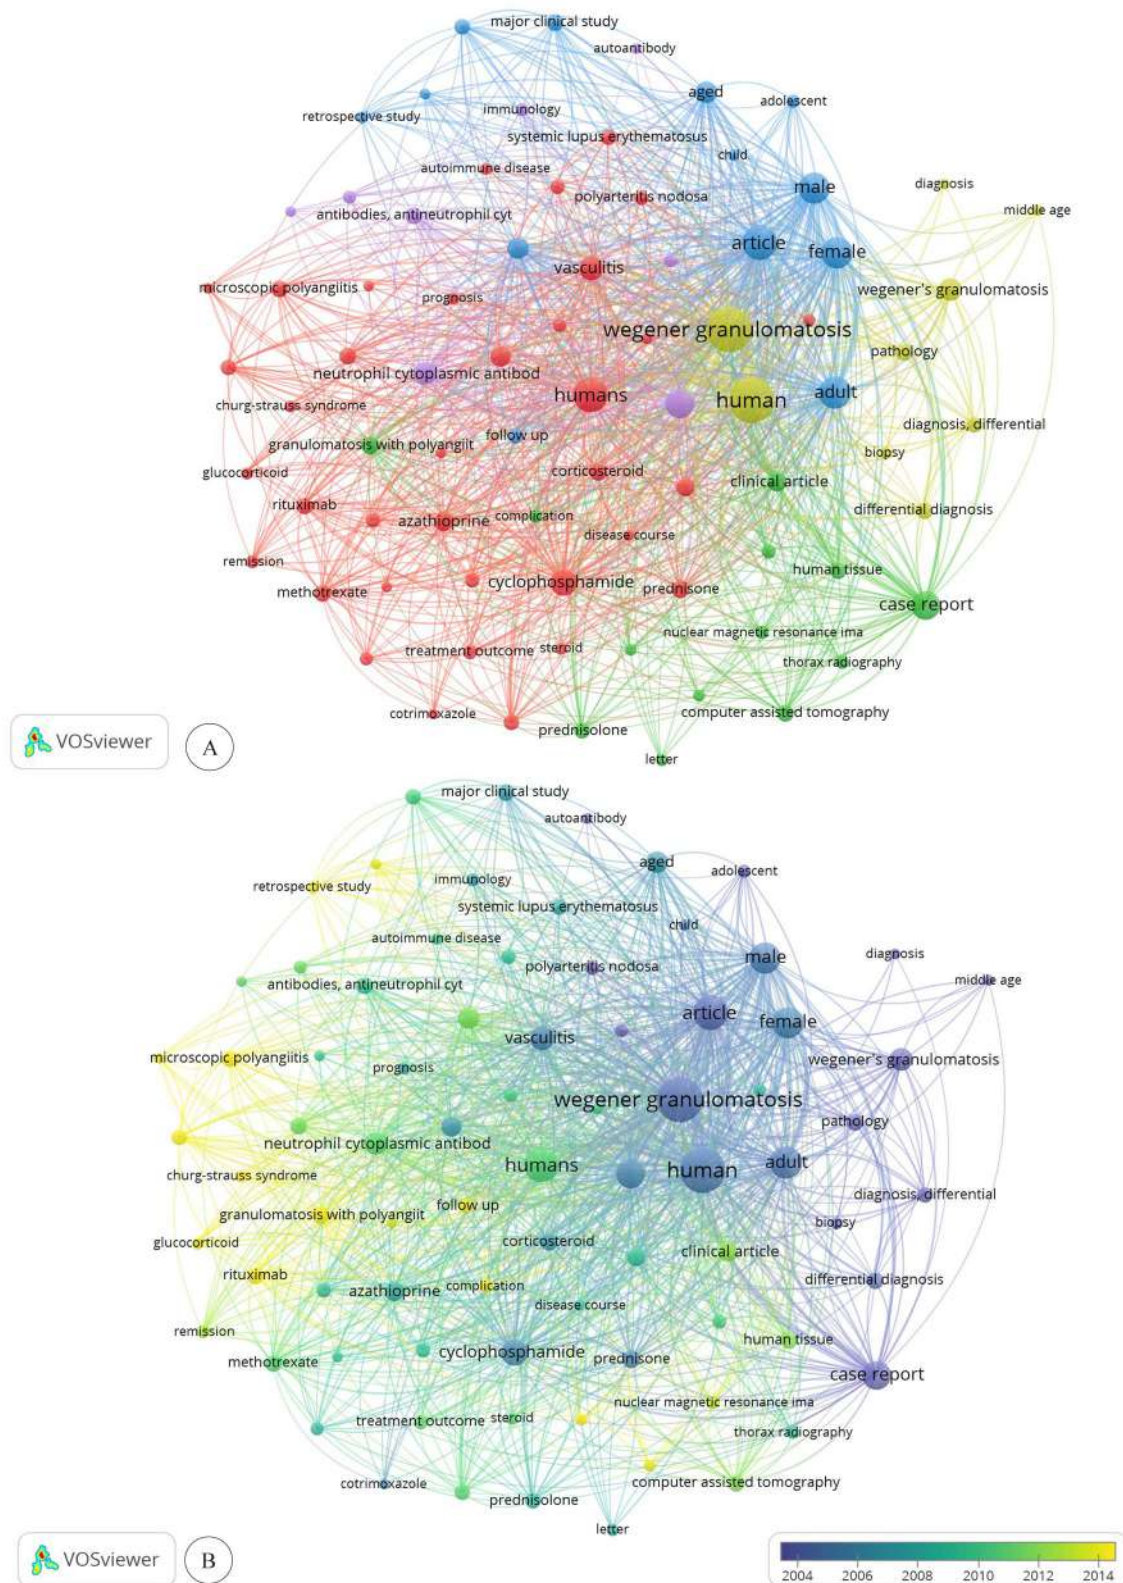 major clinical study
autoantibody
aged
adolescent
retrospective study
immunology
systemic lupus erythematosus
child
autoimmune disease
polyarteritis nodosa
male
diagnosis
antibodies, antineutrophil cyt
middle age
article
female
vasculitis
microscopic polyangiitis
wegener's granulomatosis
prognosis
wegener granulomatosis
pathology
neutrophil cytoplasmic antibod
humans
human
adult
churg-strauss syndrome
granulomatosis with polyangiit
follow up
diagnosis, differential
biopsy
glucocorticoid
corticosteroid
clinical article
rituximab
azathioprine
complication
differential diagnosis
disease course
remission
human tissue
methotrexate
cyclophosphamide
prednisone
case report
nuclear magnetic resonance ima
treatment outcome
steroid
thorax radiography
cotrimoxazole
computer assisted tomography
prednisolone
letter
VOSviewer
A
major clinical study
autoantibody
aged
adolescent
retrospective study
immunology
systemic lupus erythematosus
child
autoimmune disease
polyarteritis nodosa
male
diagnosis
antibodies, antineutrophil cyt
middle age
article
female
vasculitis
microscopic polyangiitis
wegener's granulomatosis
prognosis
wegener granulomatosis
pathology
neutrophil cytoplasmic antibod
humans
human
adult
churg-strauss syndrome
granulomatosis with polyangiit
follow up
diagnosis, differential
biopsy
glucocorticoid
corticosteroid
clinical article
rituximab
azathioprine
complication
differential diagnosis
disease course
remission
human tissue
methotrexate
cyclophosphamide
prednisone
case report
nuclear magnetic resonance ima
treatment outcome
steroid
thorax radiography
cotrimoxazole
computer assisted tomography
prednisolone
letter
VOSviewer
B
2004 2006 2008 2010 2012 2014